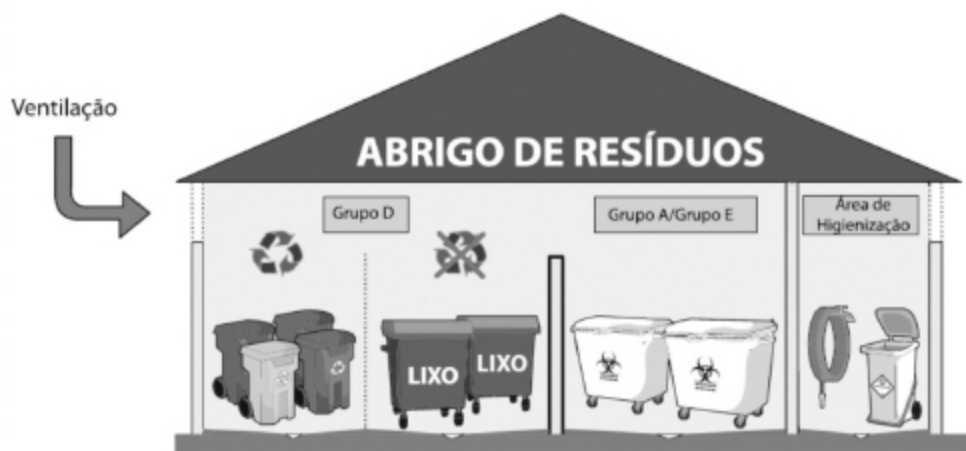 Ventilação
ABRIGO DE RESÍDUOS
Grupo D
Grupo A/Grupo E
Área de
Higienização
LIXO
LIXO